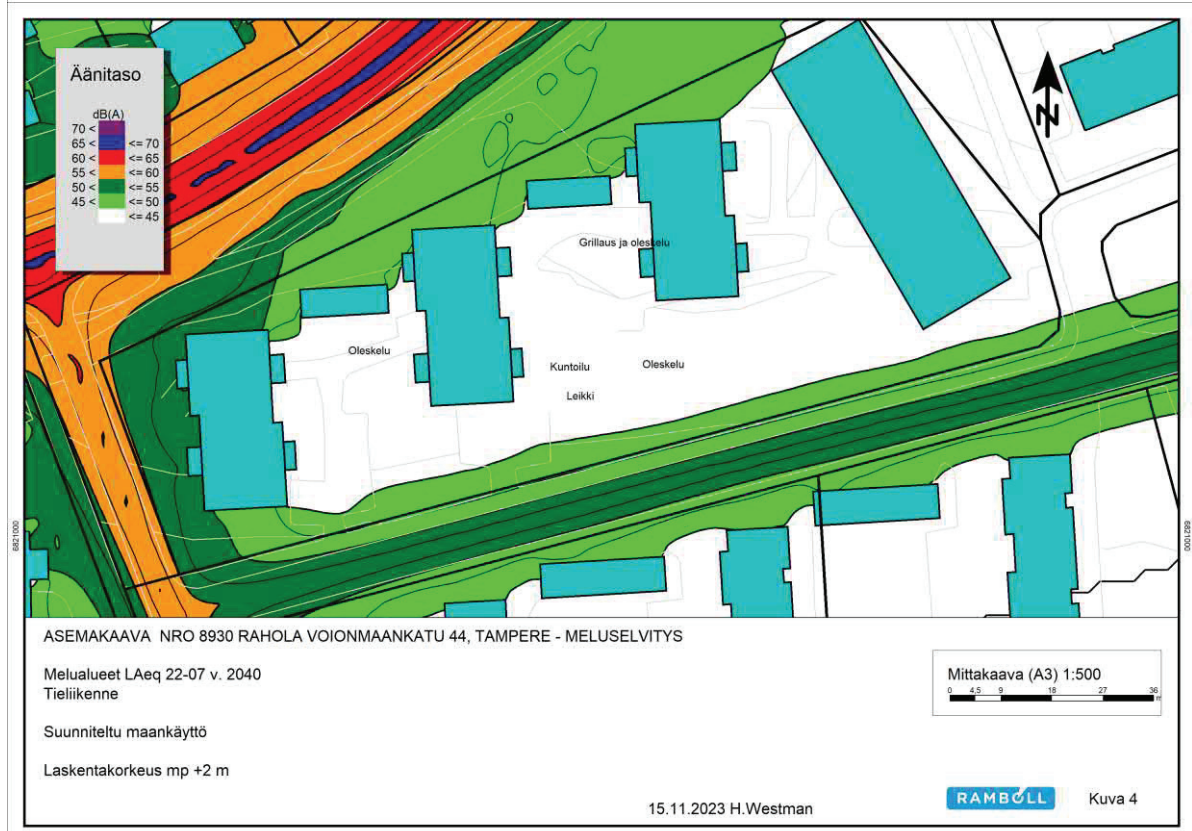 Äänitaso
dB(A)
70 <
65 < <= 70
60 < <= 65
55 < <= 60
50 < <= 55
45 < <= 50
<= 45
N
Grillaus ja oleskelu
Oleskelu
Kuntoilu
Oleskelu
Leikki
6821000
6821000
ASEMAKAAVA NRO 8930 RAHOLA VOIONMAANKATU 44, TAMPERE - MELUSELVITYS
Melualueet LAeq 22-07 v. 2040
Tieliikenne
Suunniteltu maankäyttö
Laskentakorkeus mp +2 m
Mittakaava (A3) 1:500
0 4,5 9 18 27 36
m
15.11.2023 H.Westman
RAMBOLL
Kuva 4